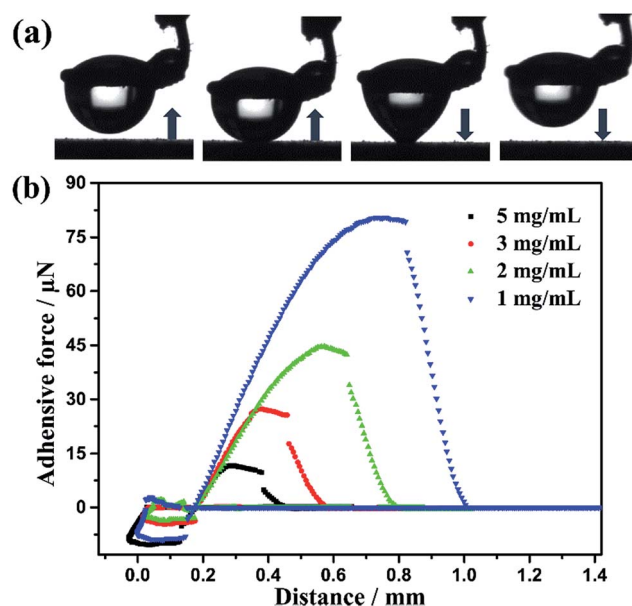 (a)
(b)
90
75
60
45
30
15
0
-10
Adhensive force / μN
5 mg/mL
3 mg/mL
2 mg/mL
1 mg/mL
0.0 0.2 0.4 0.6 0.8 1.0 1.2 1.4
Distance / mm